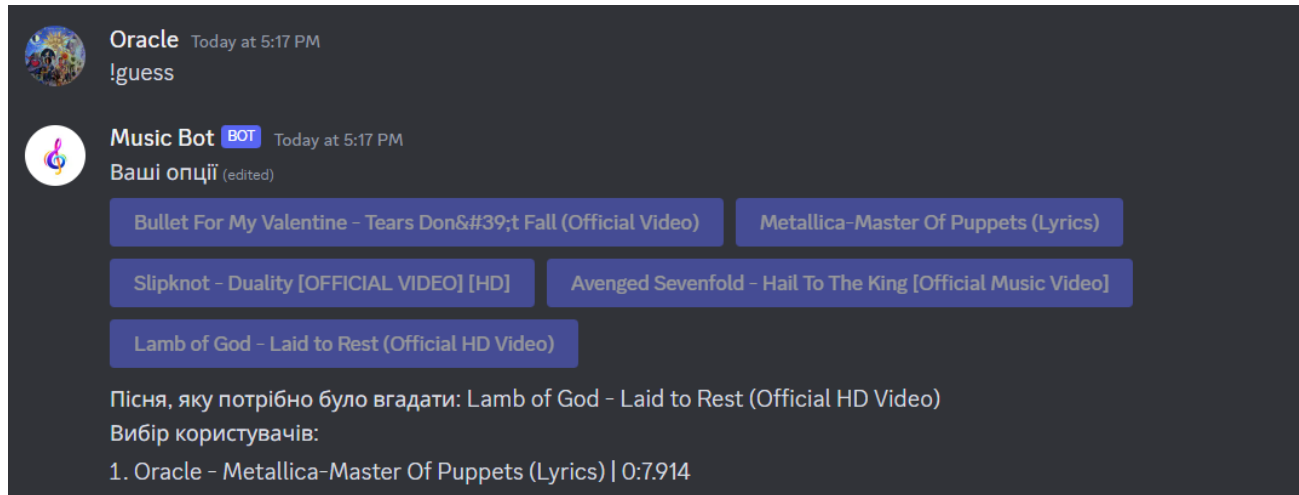 Oracle Today at 5:17 PM
!guess
Music Bot BOT Today at 5:17 PM
Ваші опції (edited)
Bullet For My Valentine - Tears Don&#39;t Fall (Official Video) Metallica-Master Of Puppets (Lyrics)
Slipknot - Duality [OFFICIAL VIDEO] [HD] Avenged Sevenfold - Hail To The King [Official Music Video]
Lamb of God - Laid to Rest (Official HD Video)
Пісня, яку потрібно було вгадати: Lamb of God - Laid to Rest (Official HD Video)
Вибір користувачів:
1. Oracle - Metallica-Master Of Puppets (Lyrics) | 0:7.914